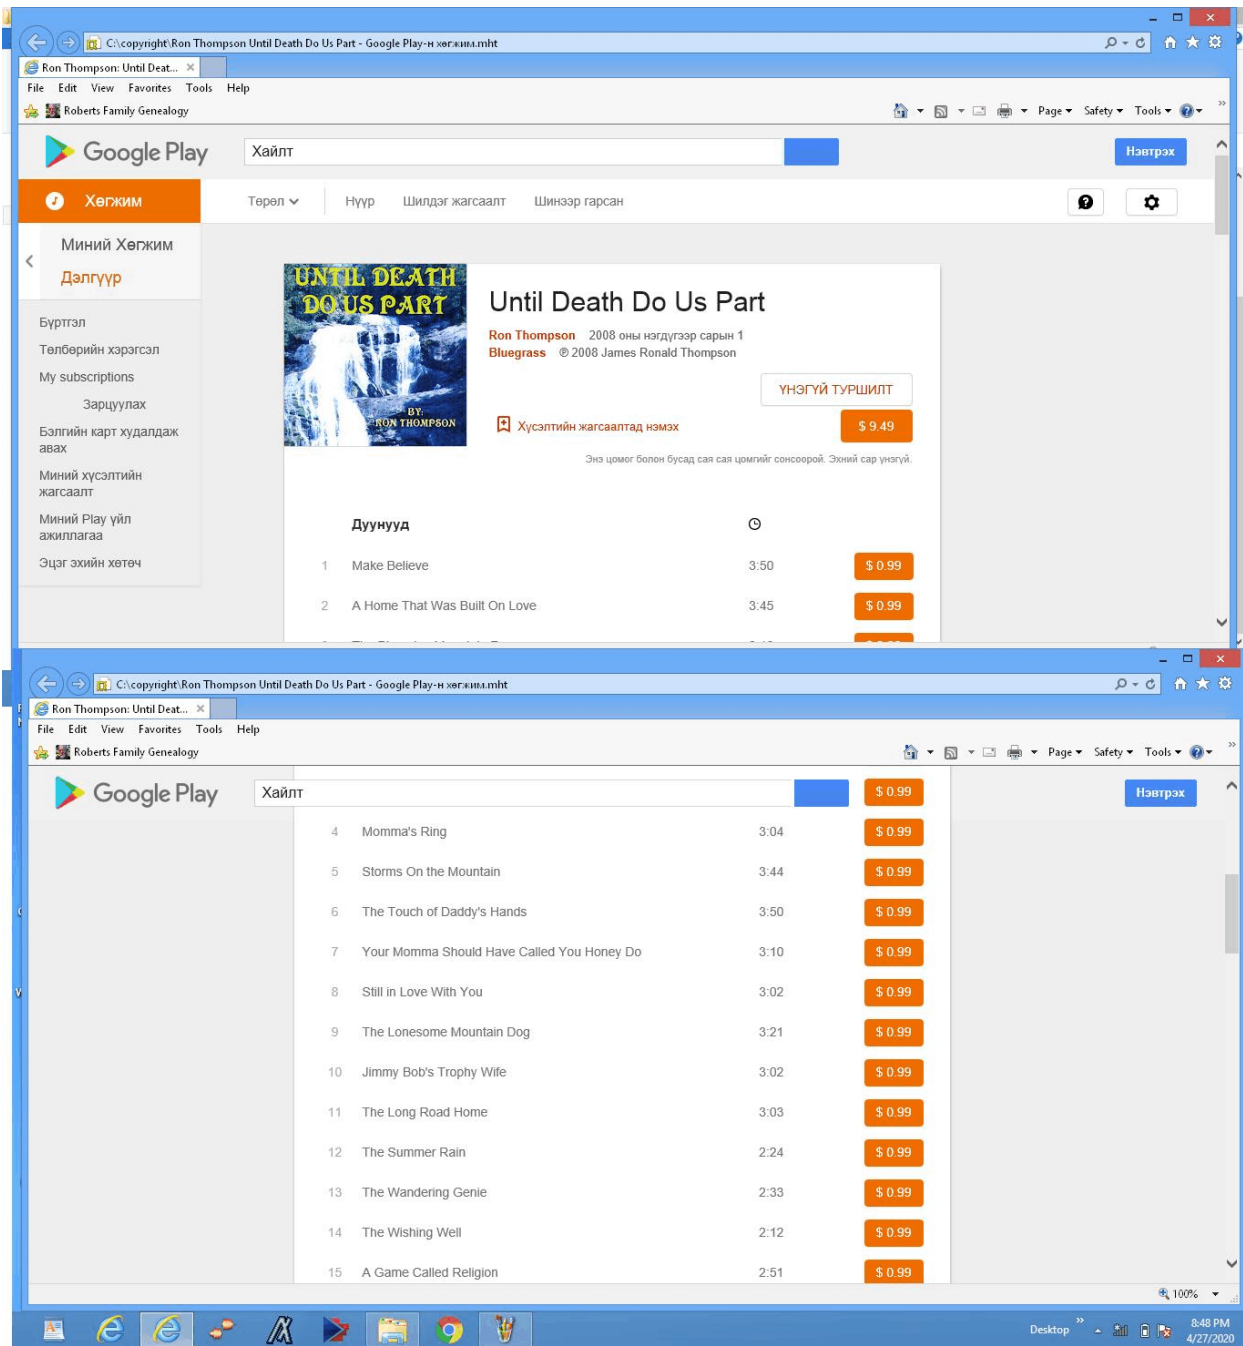 C:\copyright\Ron Thompson Until Death Do Us Part - Google Play-н хөгжим.mht
Ron Thompson: Until Deat...
File Edit View Favorites Tools Help
Roberts Family Genealogy
Page Safety Tools
Google Play
Хайлт
Нэвтрэх
Хөгжим
Төрөл
Нүүр
Шилдэг жагсаалт
Шинээр гарсан
Миний Хөгжим
Дэлгүүр
Бүртгэл
Төлбөрийн хэрэгсэл
My subscriptions
Зарцуулах
Бэлгийн карт худалдаж
авах
Миний хүсэлтийн
жагсаалт
Миний Play үйл
ажиллагаа
Эцэг эхийн хөтөч
UNTIL DEATH
DO US PART
BY:
RON THOMPSON
Until Death Do Us Part
Ron Thompson 2008 оны нэгдүгээр сарын 1
Bluegrass ℗ 2008 James Ronald Thompson
ҮНЭГҮЙ ТУРШИЛТ
Хүсэлтийн жагсаалтад нэмэх
$ 9.49
Энэ цомог болон бусад сая сая цомгийг сонсоорой. Эхний сар үнэгүй.
Дуунууд
1 Make Believe 3:50 $ 0.99
2 A Home That Was Built On Love 3:45 $ 0.99
C:\copyright\Ron Thompson Until Death Do Us Part - Google Play-н хөгжим.mht
Ron Thompson: Until Deat...
File Edit View Favorites Tools Help
Roberts Family Genealogy
Page Safety Tools
Google Play
Хайлт
$ 0.99
Нэвтрэх
4 Momma's Ring 3:04 $ 0.99
5 Storms On the Mountain 3:44 $ 0.99
6 The Touch of Daddy's Hands 3:50 $ 0.99
7 Your Momma Should Have Called You Honey Do 3:10 $ 0.99
8 Still in Love With You 3:02 $ 0.99
9 The Lonesome Mountain Dog 3:21 $ 0.99
10 Jimmy Bob's Trophy Wife 3:02 $ 0.99
11 The Long Road Home 3:03 $ 0.99
12 The Summer Rain 2:24 $ 0.99
13 The Wandering Genie 2:33 $ 0.99
14 The Wishing Well 2:12 $ 0.99
15 A Game Called Religion 2:51 $ 0.99
100%
Desktop
8:48 PM
4/27/2020